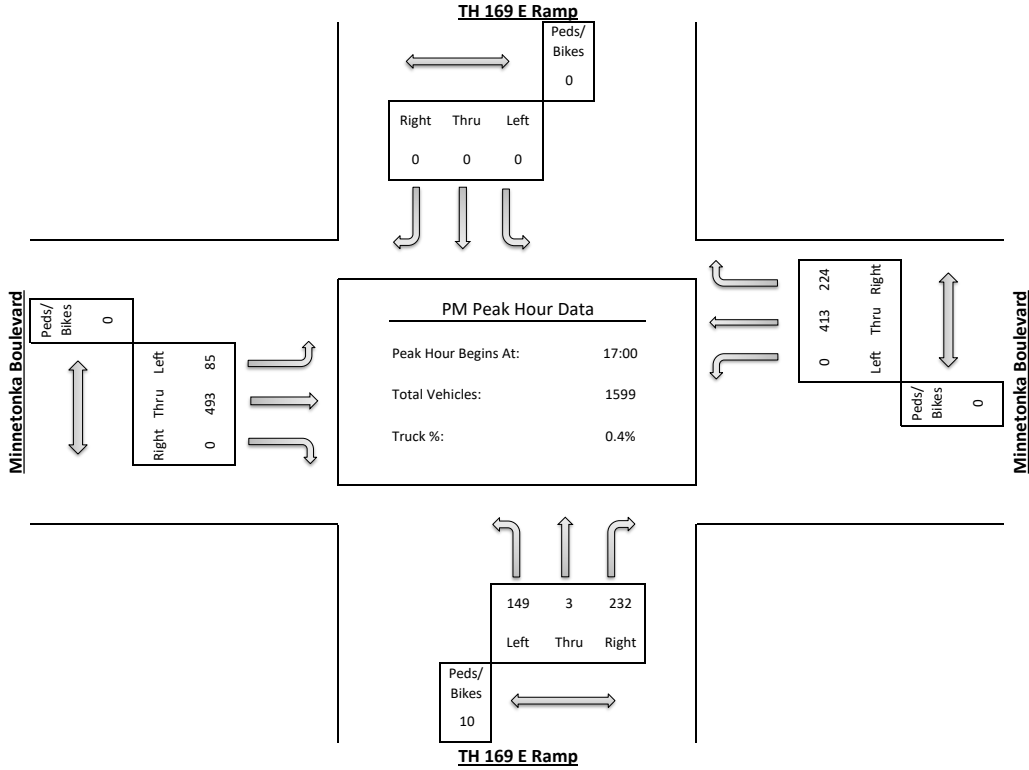 TH 169 E Ramp
Peds/
Bikes
0
Right Thru Left
0 0 0
Minnetonka Boulevard
Peds/
Bikes
0
Left 85
Thru 493
Right 0
PM Peak Hour Data
Peak Hour Begins At: 17:00
Total Vehicles: 1599
Truck %: 0.4%
224 Right
413 Thru
0 Left
Peds/
Bikes
0
Minnetonka Boulevard
149 3 232
Left Thru Right
Peds/
Bikes
10
TH 169 E Ramp